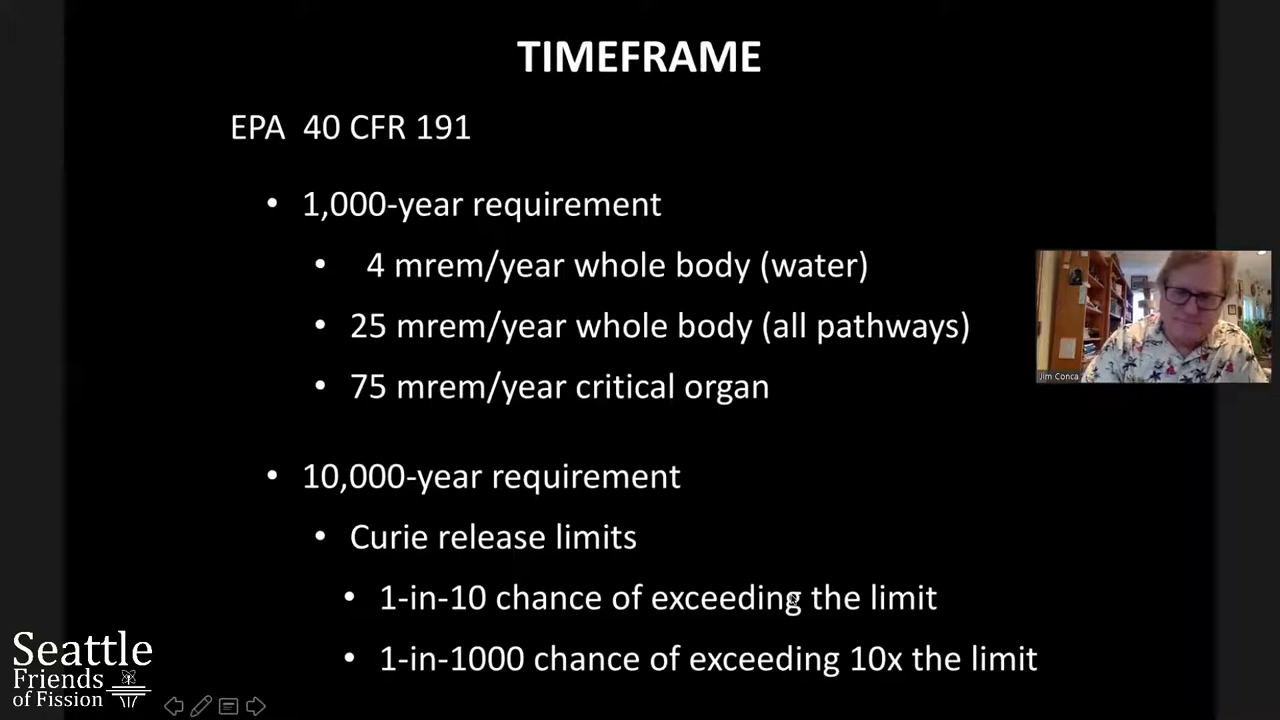 TIMEFRAME
EPA 40 CFR 191
• 1,000-year requirement
• 4 mrem/year whole body (water)
• 25 mrem/year whole body (all pathways)
• 75 mrem/year critical organ
• 10,000-year requirement
• Curie release limits
• 1-in-10 chance of exceeding the limit
• 1-in-1000 chance of exceeding 10x the limit
Jim Conca
Seattle
Friends
of Fission